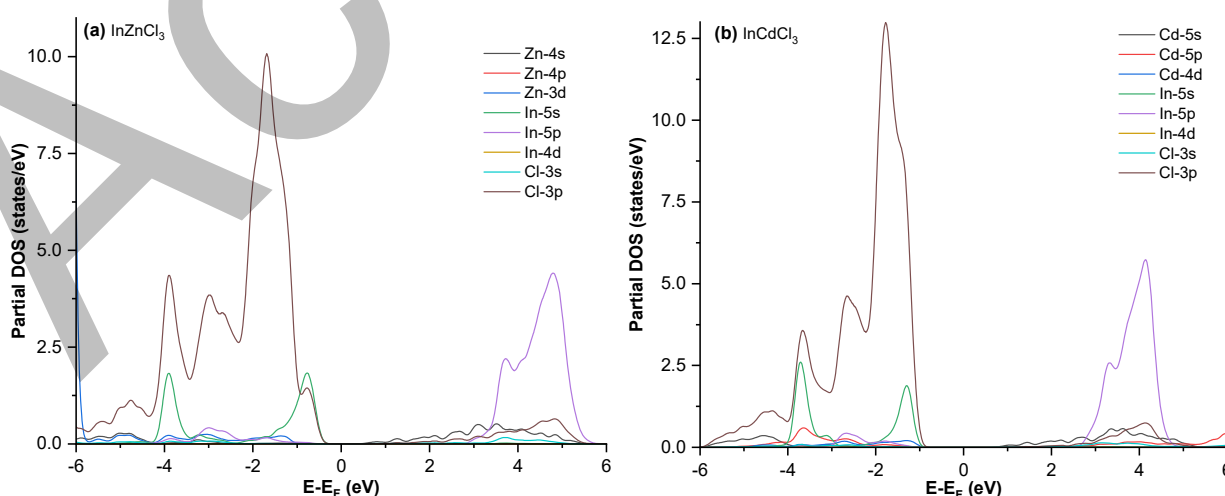 (a) InZnCl3
Zn-4s
Zn-4p
Zn-3d
In-5s
In-5p
In-4d
Cl-3s
Cl-3p
10.0
7.5
5.0
2.5
0.0
Partial DOS (states/eV)
-6 -4 -2 0 2 4 6
E-EF (eV)
(b) InCdCl3
Cd-5s
Cd-5p
Cd-4d
In-5s
In-5p
In-4d
Cl-3s
Cl-3p
12.5
10.0
7.5
5.0
2.5
0.0
Partial DOS (states/eV)
-6 -4 -2 0 2 4 6
E-EF (eV)